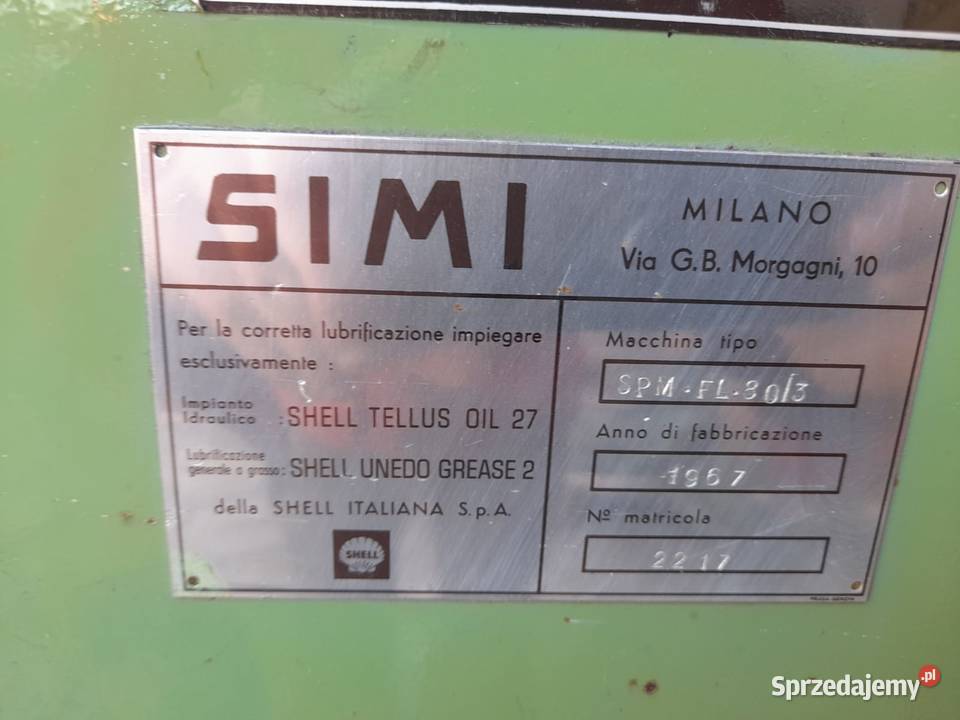 SIMI
MILANO
Via G.B. Morgagni, 10
Per la corretta lubrificazione impiegare
esclusivamente :
Impianto
Idraulico : SHELL TELLUS OIL 27
Lubrificazione
generale a grasso: SHELL UNEDO GREASE 2
della SHELL ITALIANA S.p.A.
SHELL
Macchina tipo
SPM-FL-80/3
Anno di fabbricazione
1967
Nº matricola
2217
Sprzedajemy.pl